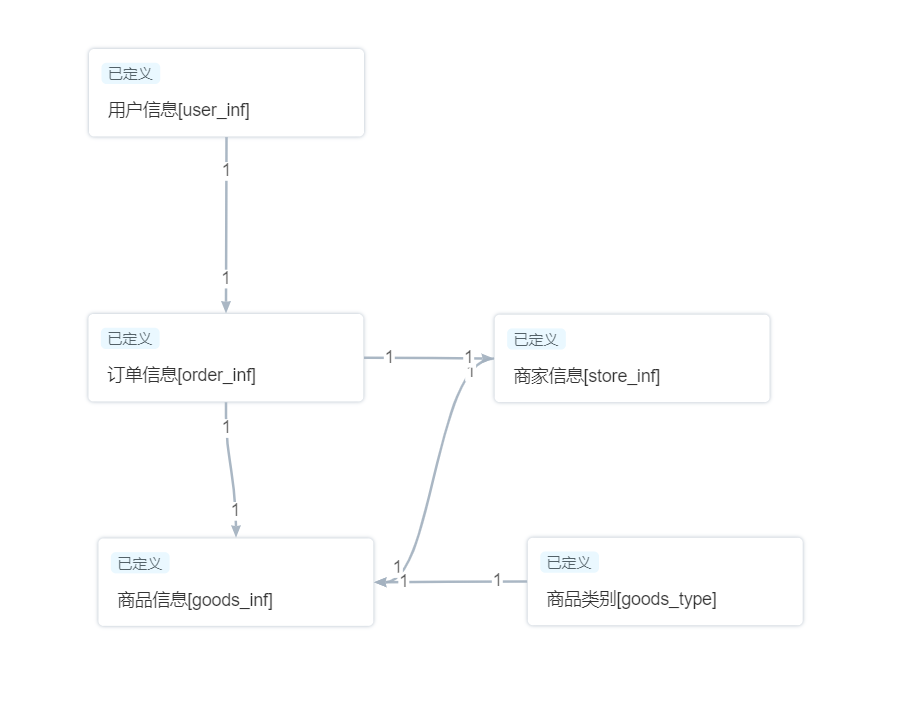 已定义
用户信息[user_inf]
1
1
已定义
订单信息[order_inf]
1
1
1
已定义
商家信息[store_inf]
1
1
已定义
商品信息[goods_inf]
1
1
1
已定义
商品类别[goods_type]